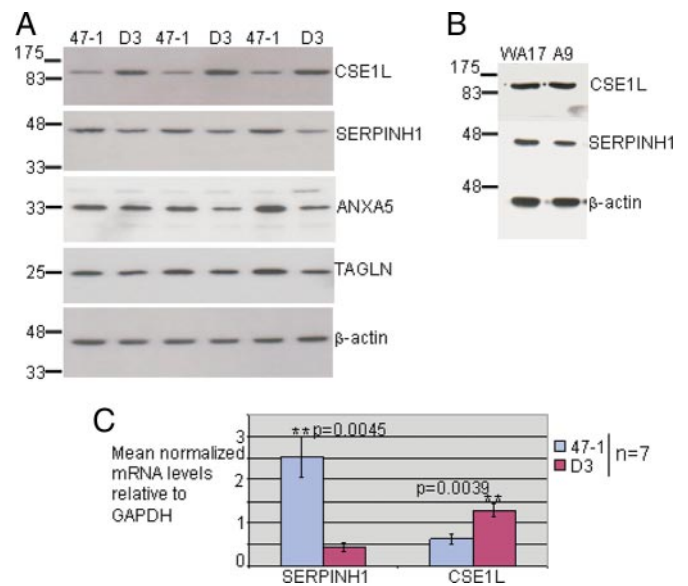 A
47-1 D3 47-1 D3 47-1 D3
175
83
CSE1L
48
33
SERPINH1
33
ANXA5
25
TAGLN
48
33
β-actin
B
WA17 A9
175
83
CSE1L
48
SERPINH1
48
β-actin
C
Mean normalized
mRNA levels
relative to
GAPDH
3
2
1
0
**p=0.0045
p=0.0039
**
SERPINH1 CSE1L
47-1
D3
n=7